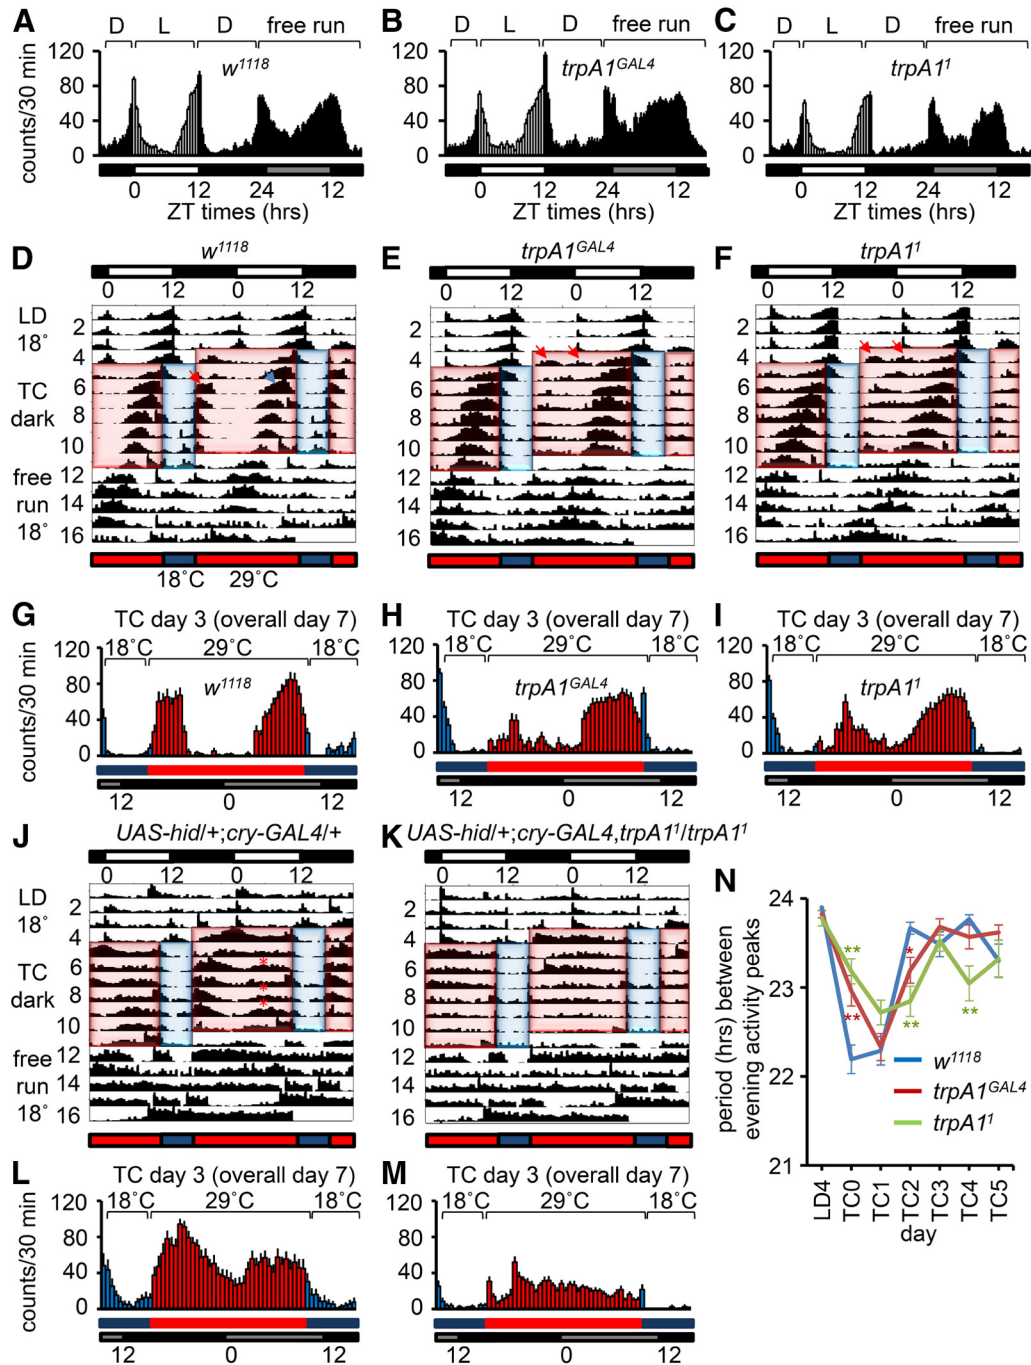 A B C
D L D free run D L D free run D L D free run
w1118 trpA1GAL4 trpA11
counts/30 min
120 120 120
80 80 80
40 40 40
0 0 0
0 12 24 12 0 12 24 12 0 12 24 12
ZT times (hrs) ZT times (hrs) ZT times (hrs)
D w1118 E trpA1GAL4 F trpA11
0 12 0 12 0 12 0 12 0 12 0 12
LD 18° 2 4
TC dark 6 8 10
free run 18° 12 14 16
2 2 4 6 8 10 12 14 16
2 2 4 6 8 10 12 14 16
18°C 29°C
G TC day 3 (overall day 7) H TC day 3 (overall day 7) I TC day 3 (overall day 7)
18°C 29°C 18°C 18°C 29°C 18°C 18°C 29°C 18°C
w1118 trpA1GAL4 trpA11
counts/30 min
120 120 120
80 80 80
40 40 40
0 0 0
12 0 12 12 0 12 12 0 12
J UAS-hid/+;cry-GAL4/+ K UAS-hid/+;cry-GAL4,trpA11/trpA11
0 12 0 12 0 12 0 12
LD 18° 2 4
TC dark 6 8 10
free run 18° 12 14 16
* * *
2 4 6 8 10 12 14 16
N
period (hrs) between evening activity peaks
24
23
22
21
** ** * ** **
w1118
trpA1GAL4
trpA11
LD4 TC0 TC1 TC2 TC3 TC4 TC5
day
L TC day 3 (overall day 7) M TC day 3 (overall day 7)
18°C 29°C 18°C 18°C 29°C 18°C
counts/30 min
120 120
80 80
40 40
0 0
12 0 12 12 0 12